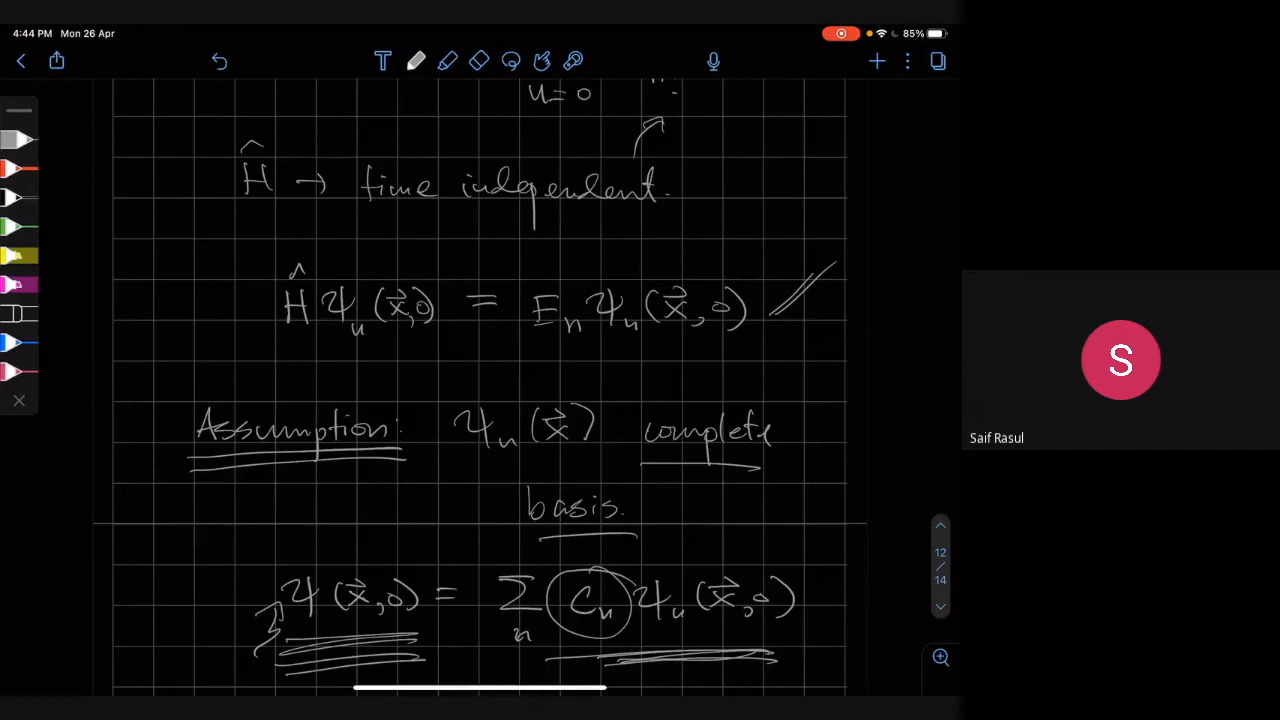 4:44 PM Mon 26 Apr
85%
n = 0
Ĥ → time independent.
Ĥ Ψn (x⃗,0) = En Ψn (x⃗,0)
Assumption: Ψn (x⃗) complete
basis.
Ψ (x⃗,0) = Σn Cn Ψn (x⃗,0)
12
/
14
S
Saif Rasul